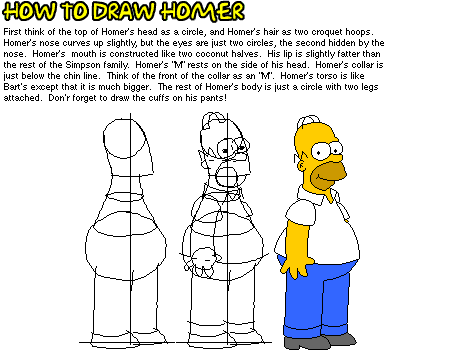 HOW TO DRAW HOMER
First think of the top of Homer's head as a circle, and Homer's hair as two croquet hoops.
Homer's nose curves up slightly, but the eyes are just two circles, the second hidden by the
nose. Homer's mouth is constructed like two coconut halves. His lip is slightly fatter than
the rest of the Simpson family. Homer's "M" rests on the side of his head. Homer's collar is
just below the chin line. Think of the front of the collar as an "M". Homer's torso is like
Bart's except that it is much bigger. The rest of Homer's body is just a circle with two legs
attached. Don'r forget to draw the cuffs on his pants!